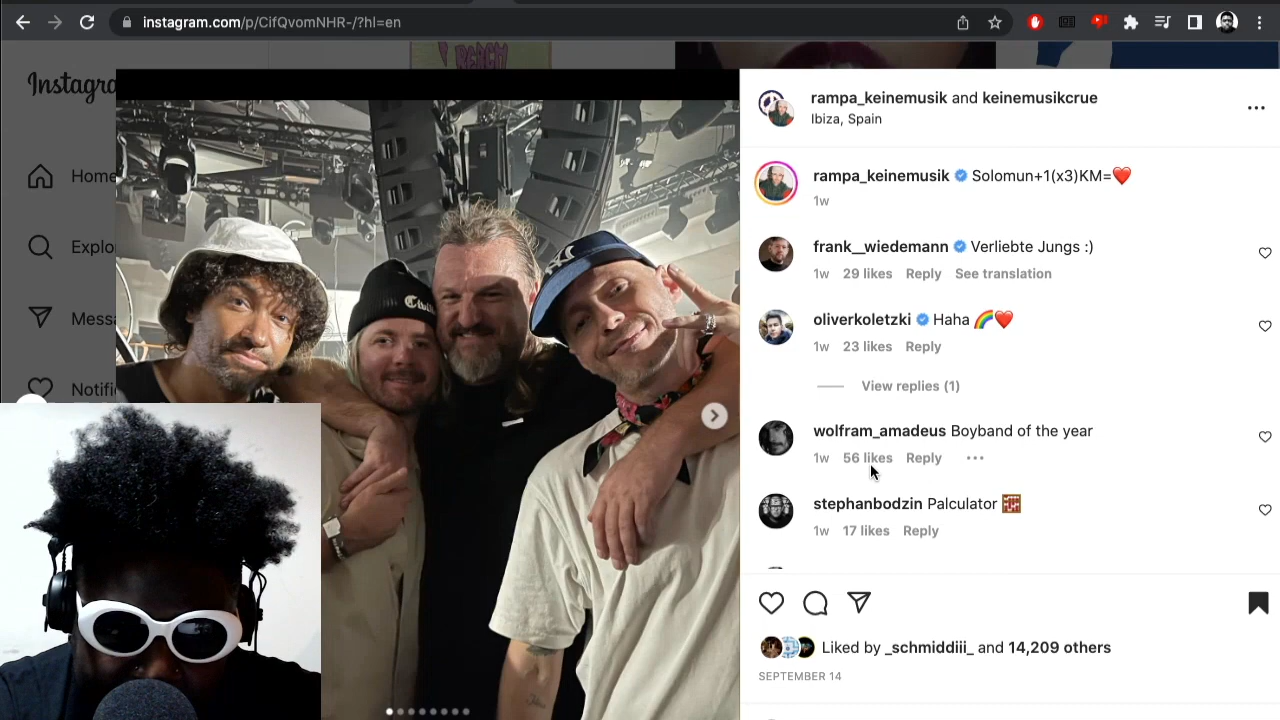 instagram.com/p/CifQvomNHR-/?hl=en
REACH
Instagra
rampa_keinemusik and keinemusikcrue
Ibiza, Spain
Home
Explo
Messa
Notific
rampa_keinemusik Solomun+1(x3)KM=❤️
1w
frank__wiedemann Verliebte Jungs :)
1w 29 likes Reply See translation
oliverkoletzki Haha 🌈❤️
1w 23 likes Reply
View replies (1)
wolfram_amadeus Boyband of the year
1w 56 likes Reply
stephanbodzin Palculator 🧮
1w 17 likes Reply
Liked by _schmiddiii_ and 14,209 others
SEPTEMBER 14